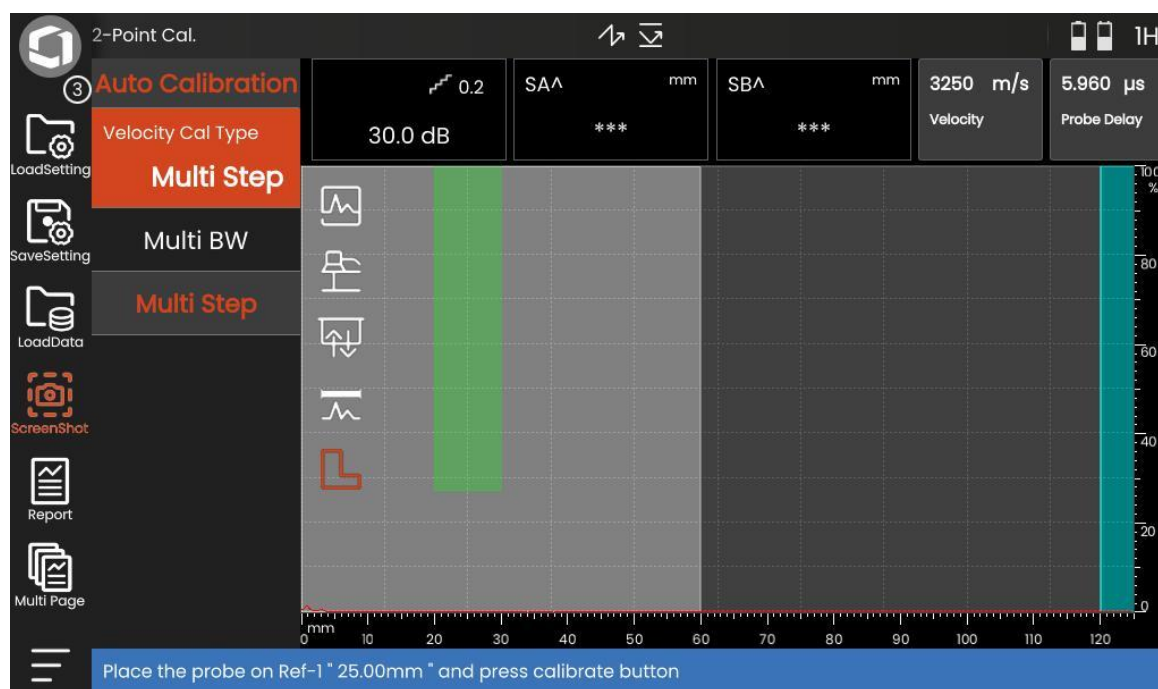 2-Point Cal.
1H
3
Auto Calibration
Velocity Cal Type
Multi Step
Multi BW
Multi Step
LoadSetting
SaveSetting
LoadData
ScreenShot
Report
Multi Page
0.2
30.0 dB
SA^ mm
***
SB^ mm
***
3250 m/s
Velocity
5.960 µs
Probe Delay
100
%
80
60
40
20
0
mm
0 10 20 30 40 50 60 70 80 90 100 110 120
Place the probe on Ref-1 " 25.00mm " and press calibrate button